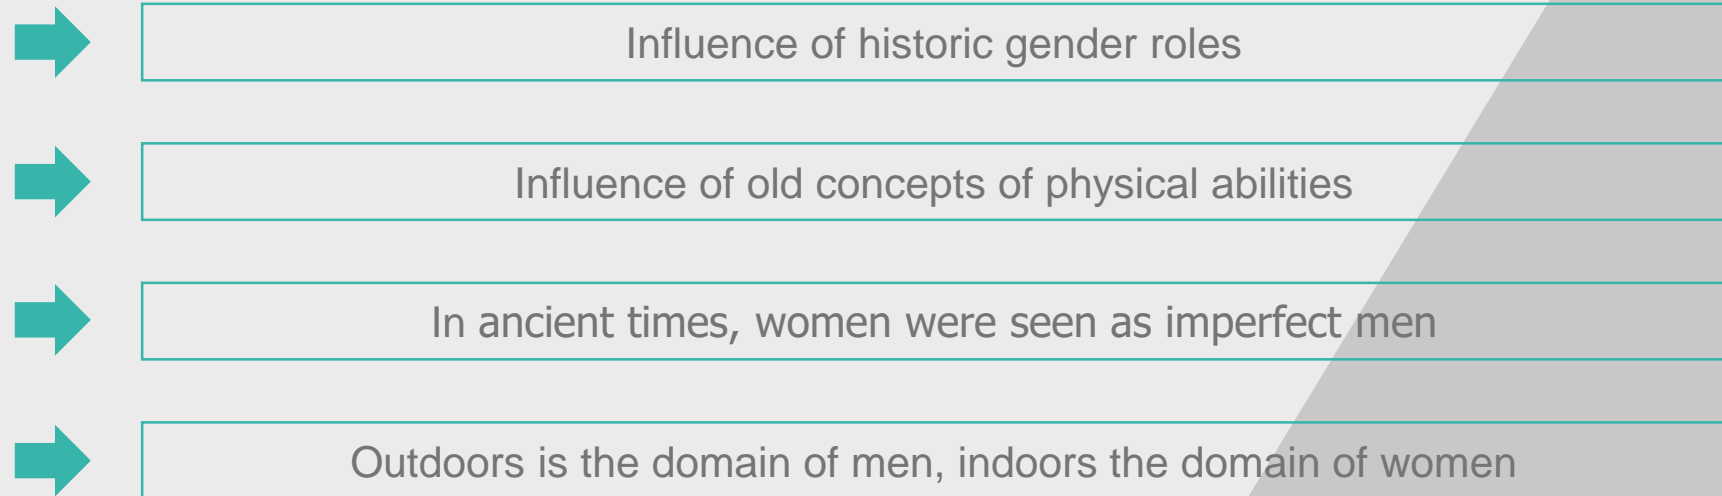 Influence of historic gender roles
Influence of old concepts of physical abilities
In ancient times, women were seen as imperfect men
Outdoors is the domain of men, indoors the domain of women